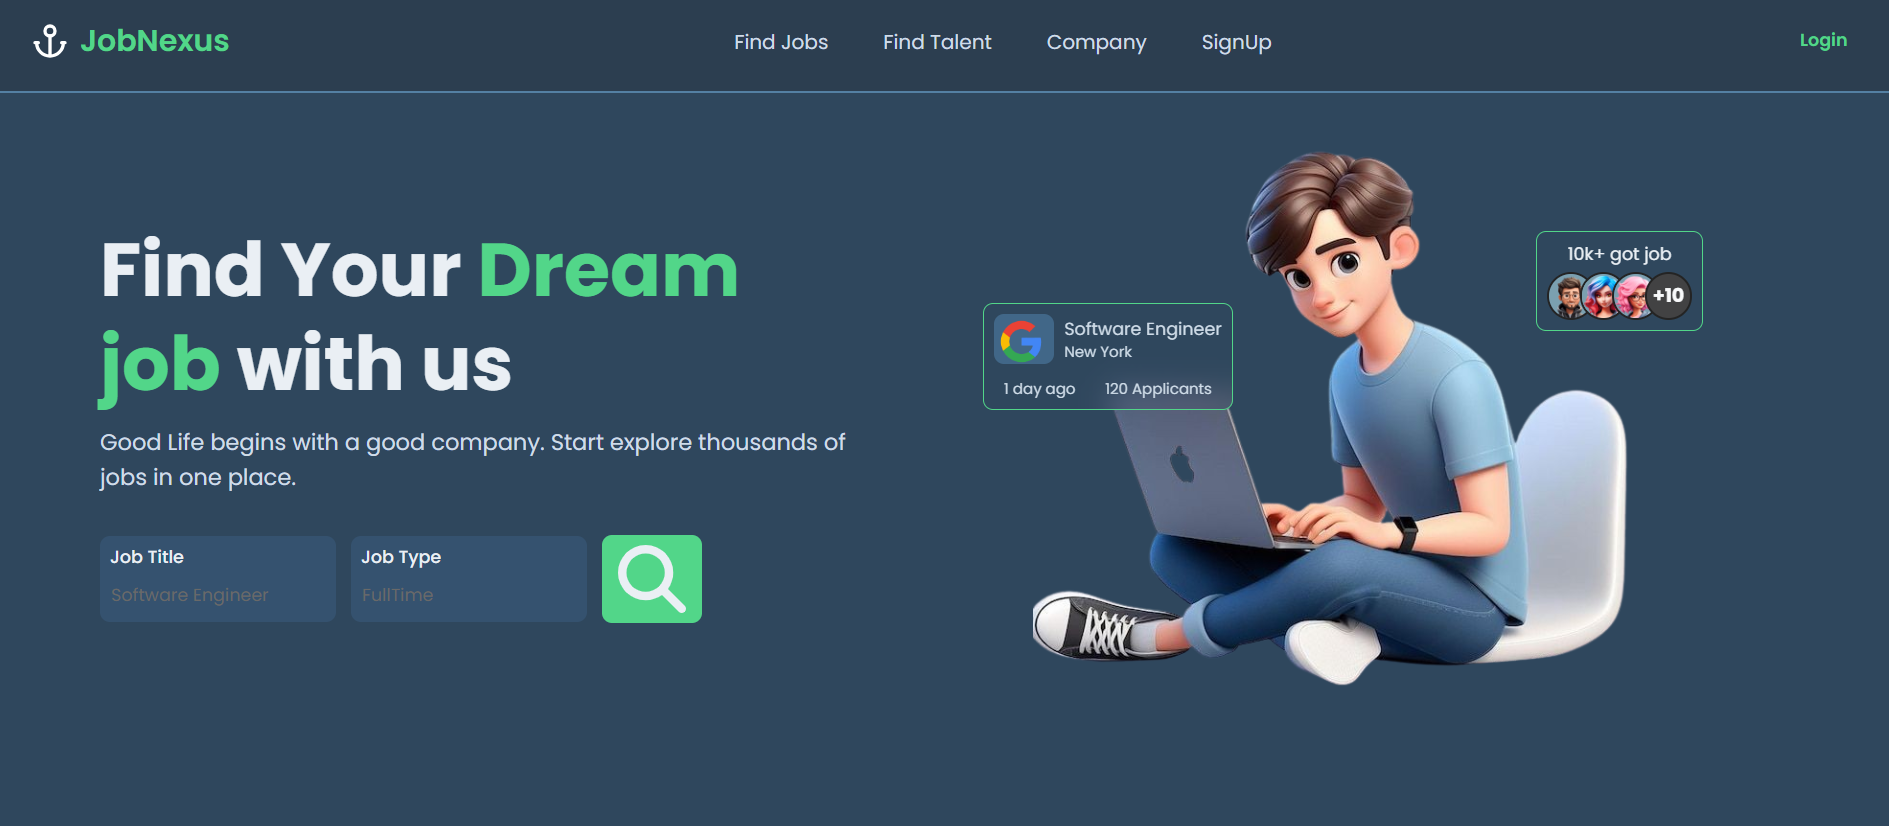 JobNexus
Find Jobs
Find Talent
Company
SignUp
Login
Find Your Dream
job with us
Good Life begins with a good company. Start explore thousands of
jobs in one place.
Job Title
Software Engineer
Job Type
FullTime
Software Engineer
New York
1 day ago
120 Applicants
10k+ got job
+10